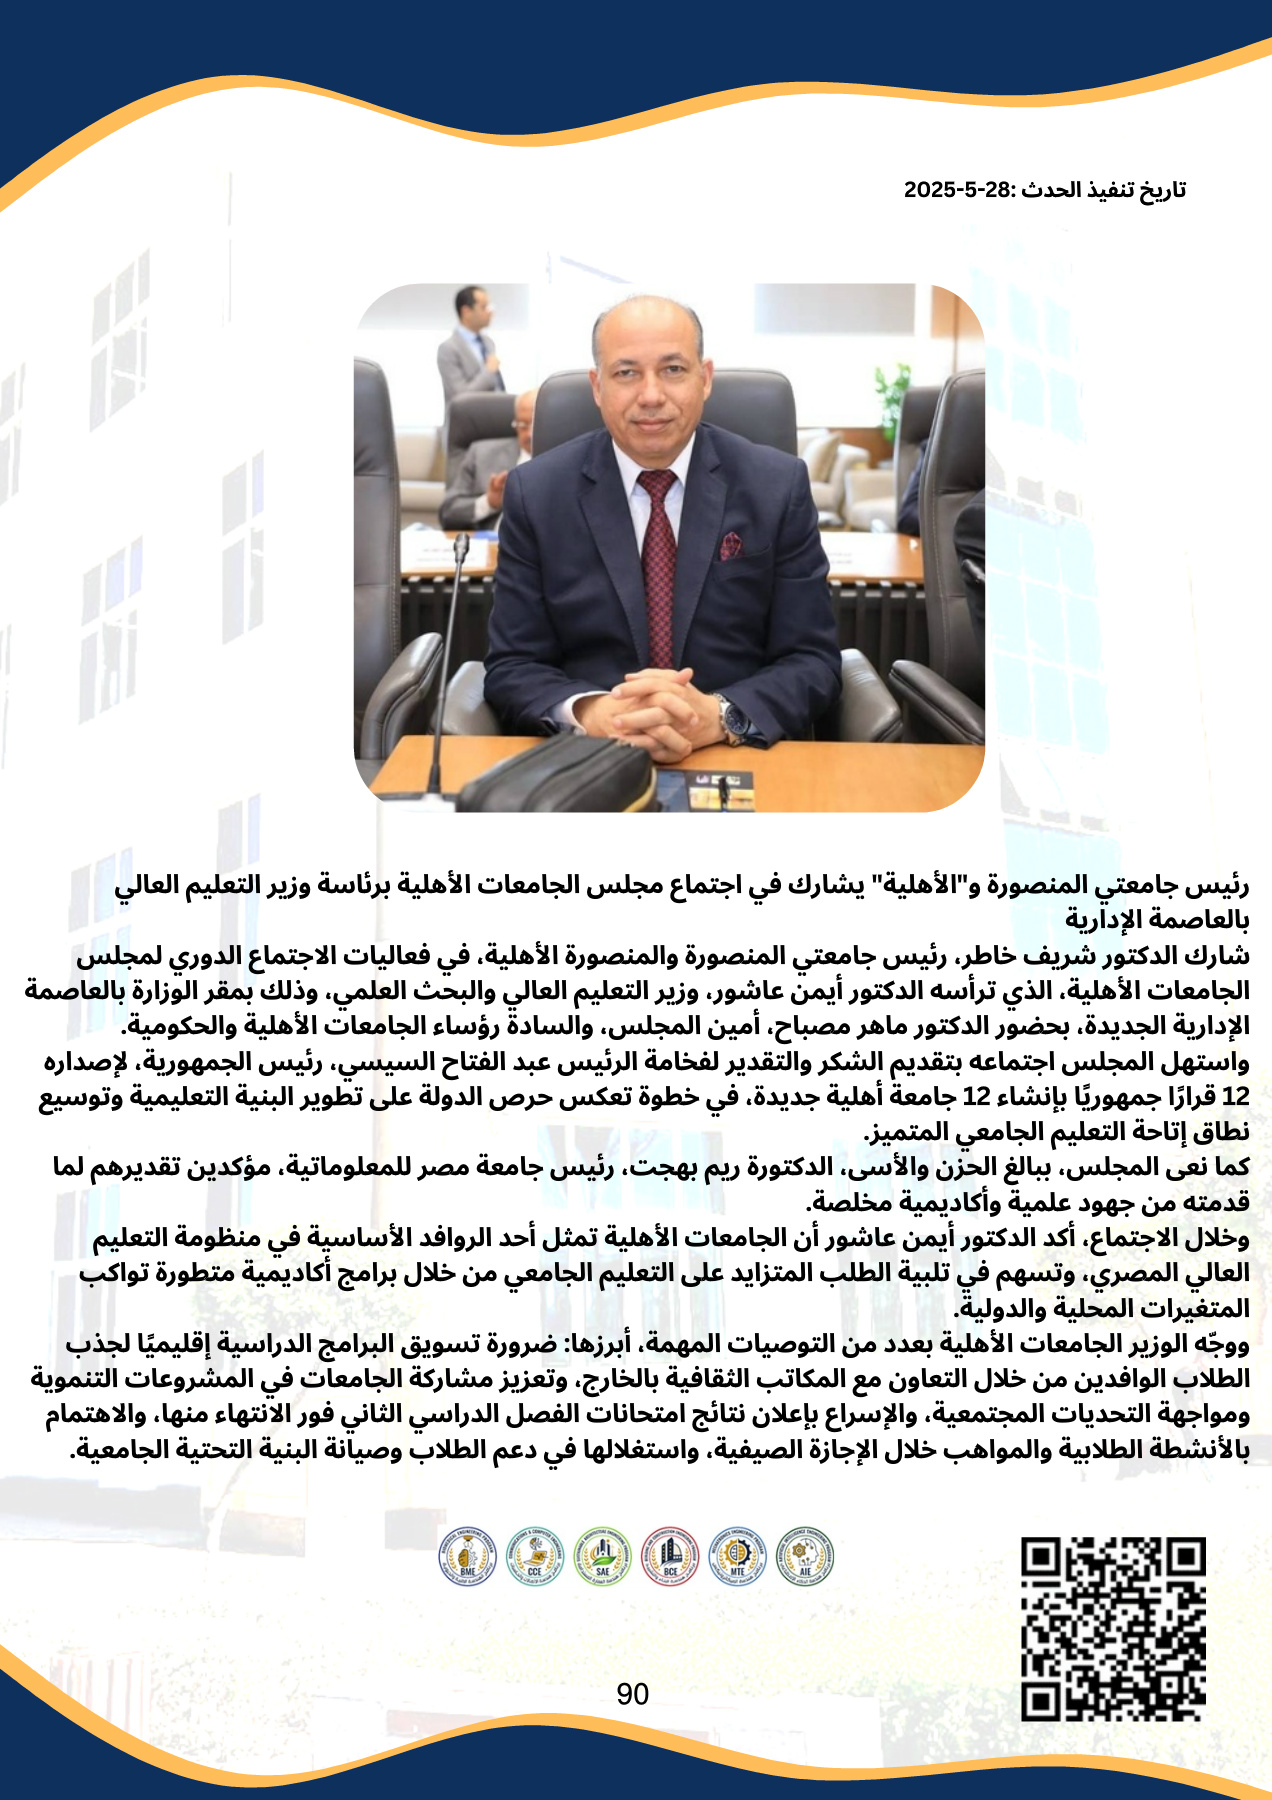 تاريخ تنفيذ الحدث :28-5-2025
رئيس جامعتي المنصورة و"الأهلية" يشارك في اجتماع مجلس الجامعات الأهلية برئاسة وزير التعليم العالي
بالعاصمة الإدارية
شارك الدكتور شريف خاطر، رئيس جامعتي المنصورة والمنصورة الأهلية، في فعاليات الاجتماع الدوري لمجلس
الجامعات الأهلية، الذي ترأسه الدكتور أيمن عاشور، وزير التعليم العالي والبحث العلمي، وذلك بمقر الوزارة بالعاصمة
الإدارية الجديدة، بحضور الدكتور ماهر مصباح، أمين المجلس، والسادة رؤساء الجامعات الأهلية والحكومية.
واستهل المجلس اجتماعه بتقديم الشكر والتقدير لفخامة الرئيس عبد الفتاح السيسي، رئيس الجمهورية، لإصداره
12 قرارًا جمهوريًا بإنشاء 12 جامعة أهلية جديدة، في خطوة تعكس حرص الدولة على تطوير البنية التعليمية وتوسيع
نطاق إتاحة التعليم الجامعي المتميز.
كما نعى المجلس، ببالغ الحزن والأسى، الدكتورة ريم بهجت، رئيس جامعة مصر للمعلوماتية، مؤكدين تقديرهم لما
قدمته من جهود علمية وأكاديمية مخلصة.
وخلال الاجتماع، أكد الدكتور أيمن عاشور أن الجامعات الأهلية تمثل أحد الروافد الأساسية في منظومة التعليم
العالي المصري، وتسهم في تلبية الطلب المتزايد على التعليم الجامعي من خلال برامج أكاديمية متطورة تواكب
المتغيرات المحلية والدولية.
ووجّه الوزير الجامعات الأهلية بعدد من التوصيات المهمة، أبرزها: ضرورة تسويق البرامج الدراسية إقليميًا لجذب
الطلاب الوافدين من خلال التعاون مع المكاتب الثقافية بالخارج، وتعزيز مشاركة الجامعات في المشروعات التنموية
ومواجهة التحديات المجتمعية، والإسراع بإعلان نتائج امتحانات الفصل الدراسي الثاني فور الانتهاء منها، والاهتمام
بالأنشطة الطلابية والمواهب خلال الإجازة الصيفية، واستغلالها في دعم الطلاب وصيانة البنية التحتية الجامعية.
BME CCE SAE BCE MTE AIE
90